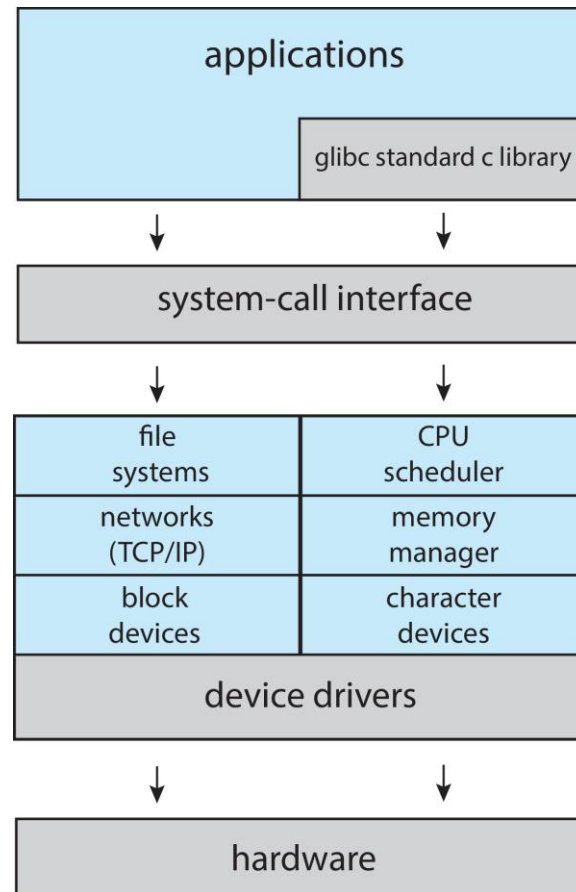 applications
glibc standard c library
system-call interface
file
systems
CPU
scheduler
networks
(TCP/IP)
memory
manager
block
devices
character
devices
device drivers
hardware